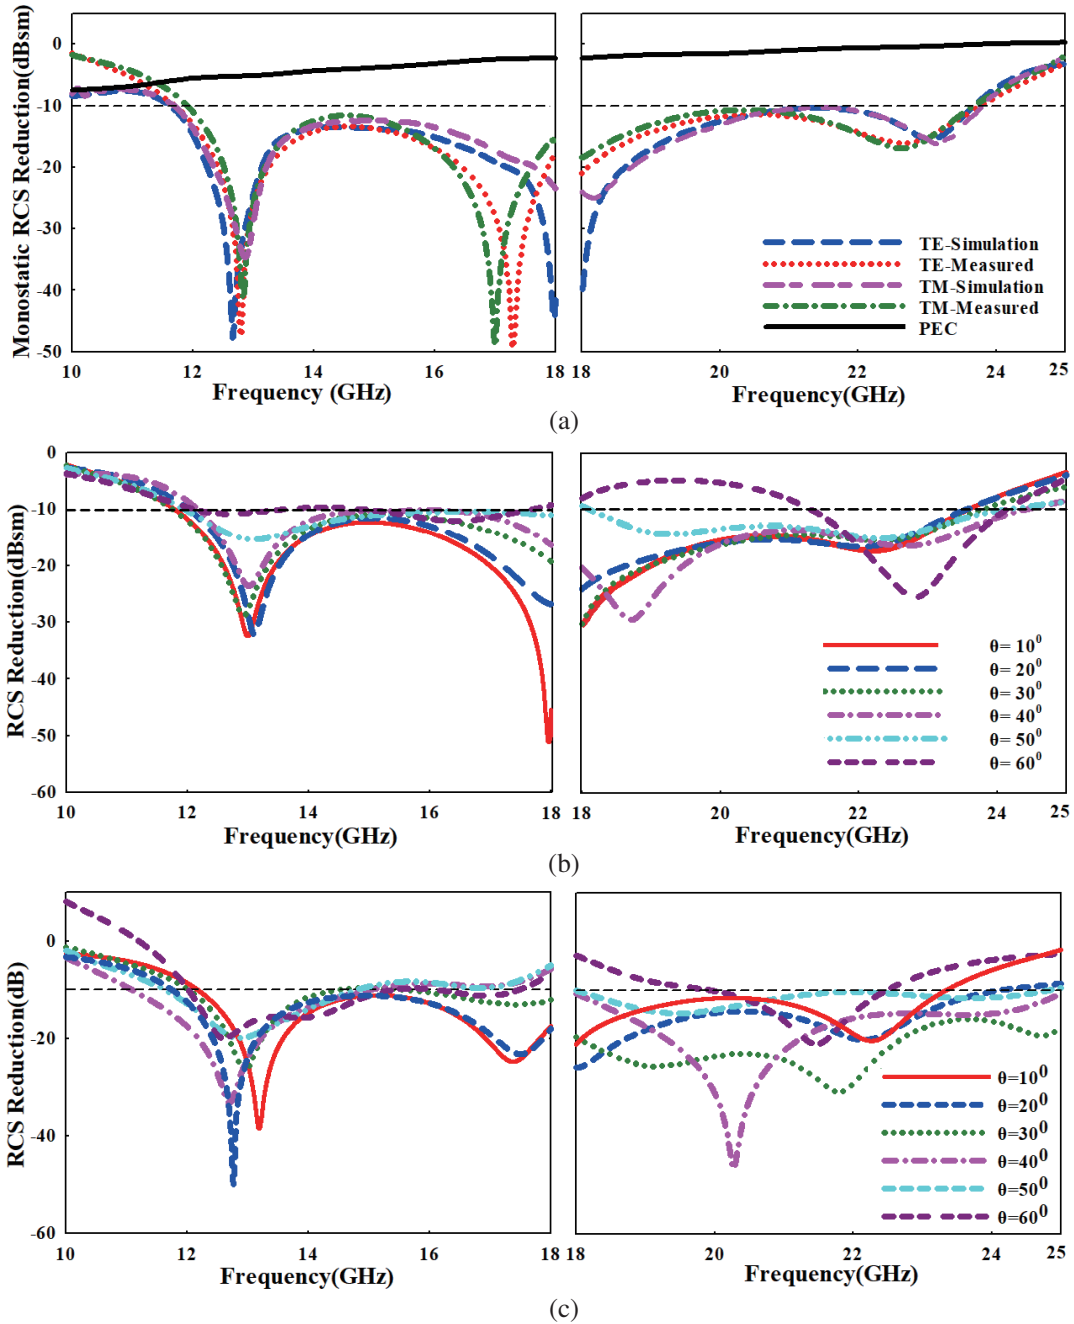 Monostatic RCS Reduction(dBsm)
0
-10
-20
-30
-40
-50
10
12
14
16
18
Frequency (GHz)
18
20
22
24
25
Frequency(GHz)
TE-Simulation
TE-Measured
TM-Simulation
TM-Measured
PEC
(a)
RCS Reduction(dBsm)
0
-10
-20
-30
-40
-50
-60
10
12
14
16
18
Frequency(GHz)
18
20
22
24
25
Frequency(GHz)
θ= 10⁰
θ= 20⁰
θ= 30⁰
θ= 40⁰
θ= 50⁰
θ= 60⁰
(b)
RCS Reduction(dB)
0
-10
-20
-40
-60
10
12
14
16
18
Frequency(GHz)
18
20
22
24
25
Frequency(GHz)
θ=10⁰
θ=20⁰
θ=30⁰
θ=40⁰
θ=50⁰
θ=60⁰
(c)